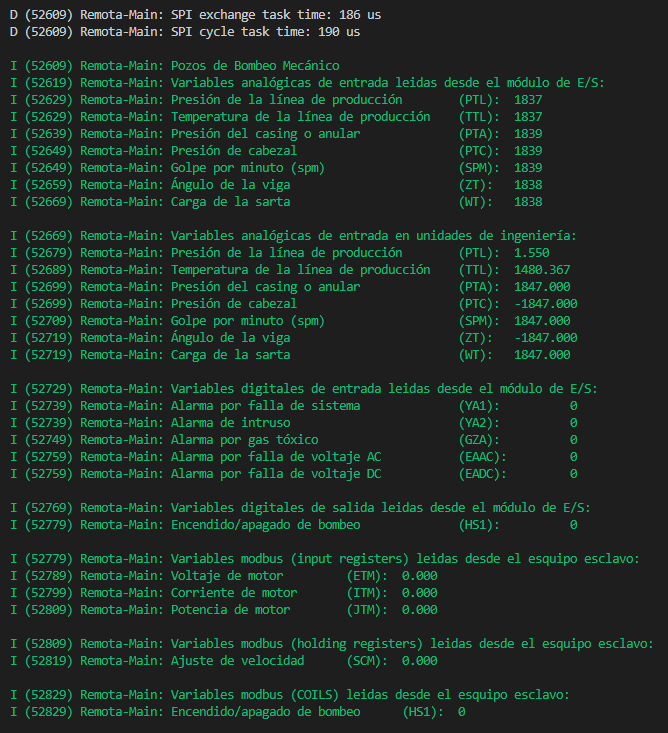 D (52609) Remota-Main: SPI exchange task time: 186 us
D (52609) Remota-Main: SPI cycle task time: 190 us
I (52609) Remota-Main: Pozos de Bombeo Mecánico
I (52619) Remota-Main: Variables analógicas de entrada leidas desde el módulo de E/S:
I (52629) Remota-Main: Presión de la línea de producción (PTL): 1837
I (52629) Remota-Main: Temperatura de la línea de producción (TTL): 1837
I (52639) Remota-Main: Presión del casing o anular (PTA): 1839
I (52649) Remota-Main: Presión de cabezal (PTC): 1839
I (52649) Remota-Main: Golpe por minuto (spm) (SPM): 1839
I (52659) Remota-Main: Ángulo de la viga (ZT): 1838
I (52669) Remota-Main: Carga de la sarta (WT): 1838
I (52669) Remota-Main: Variables analógicas de entrada en unidades de ingeniería:
I (52679) Remota-Main: Presión de la línea de producción (PTL): 1.550
I (52689) Remota-Main: Temperatura de la línea de producción (TTL): 1480.367
I (52699) Remota-Main: Presión del casing o anular (PTA): 1847.000
I (52699) Remota-Main: Presión de cabezal (PTC): -1847.000
I (52709) Remota-Main: Golpe por minuto (spm) (SPM): 1847.000
I (52719) Remota-Main: Ángulo de la viga (ZT): -1847.000
I (52719) Remota-Main: Carga de la sarta (WT): 1847.000
I (52729) Remota-Main: Variables digitales de entrada leidas desde el módulo de E/S:
I (52739) Remota-Main: Alarma por falla de sistema (YA1): 0
I (52739) Remota-Main: Alarma de intruso (YA2): 0
I (52749) Remota-Main: Alarma por gas tóxico (GZA): 0
I (52759) Remota-Main: Alarma por falla de voltaje AC (EAAC): 0
I (52759) Remota-Main: Alarma por falla de voltaje DC (EADC): 0
I (52769) Remota-Main: Variables digitales de salida leidas desde el módulo de E/S:
I (52779) Remota-Main: Encendido/apagado de bombeo (HS1): 0
I (52779) Remota-Main: Variables modbus (input registers) leidas desde el esquipo esclavo:
I (52789) Remota-Main: Voltaje de motor (ETM): 0.000
I (52799) Remota-Main: Corriente de motor (ITM): 0.000
I (52809) Remota-Main: Potencia de motor (JTM): 0.000
I (52809) Remota-Main: Variables modbus (holding registers) leidas desde el esquipo esclavo:
I (52819) Remota-Main: Ajuste de velocidad (SCM): 0.000
I (52829) Remota-Main: Variables modbus (COILS) leidas desde el esquipo esclavo:
I (52829) Remota-Main: Encendido/apagado de bombeo (HS1): 0